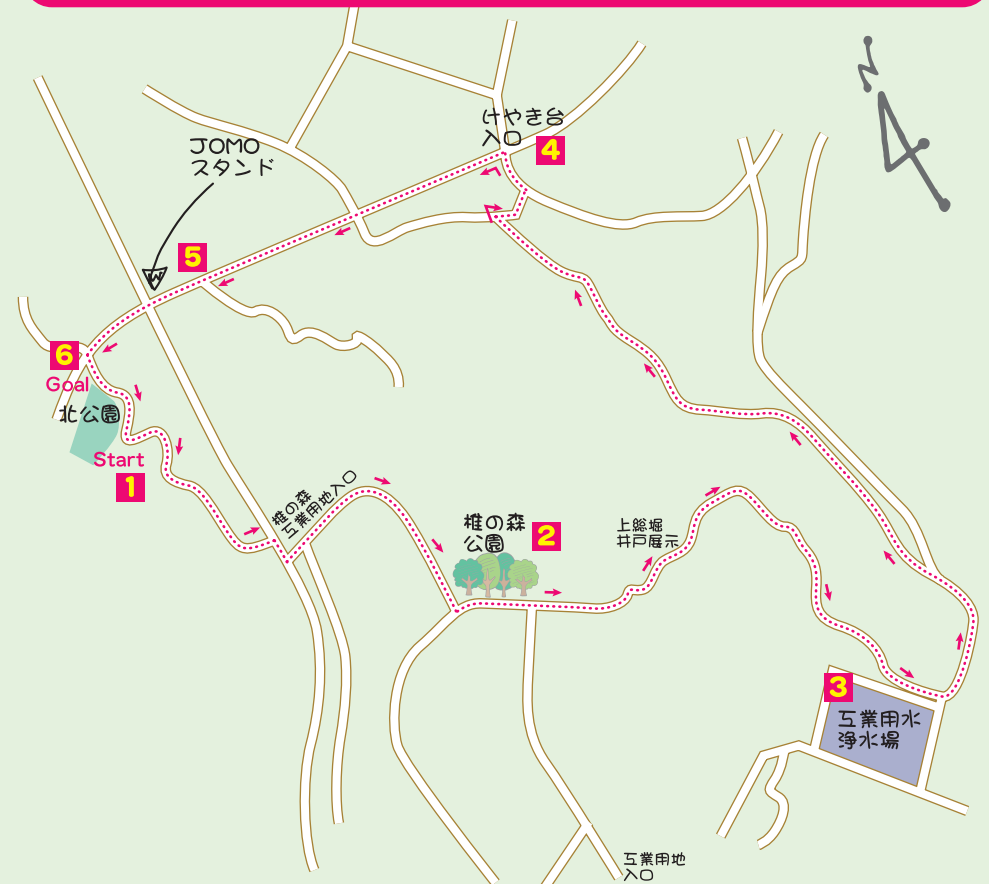 N
けやき台
入口
4
JOMO
スタンド
5
6
Goal
北公園
Start
1
椎の森
工業用地入口
椎の森
公園
2
上総掘
井戸展示
3
工業用水
浄水場
工業用地
入口